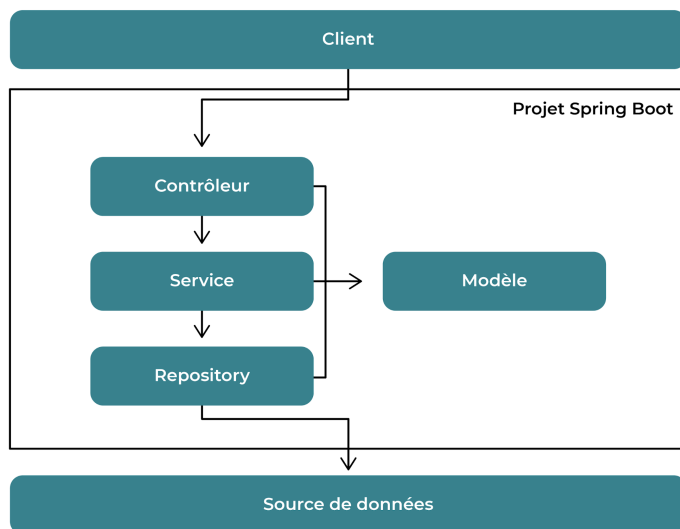 Client
Projet Spring Boot
Contrôleur
Service
Modèle
Repository
Source de données